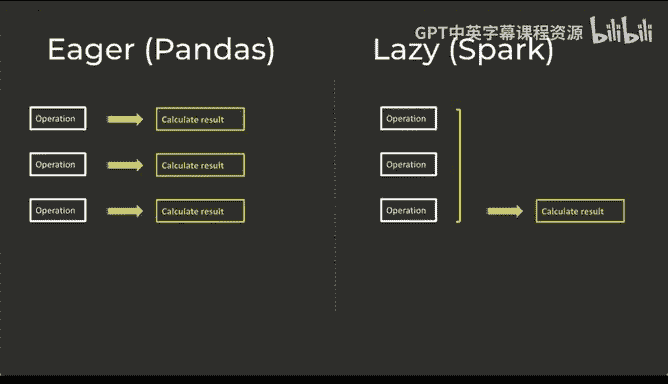 GPT中英字幕课程资源 bilibili
Eager (Pandas)
Lazy (Spark)
Operation
Calculate result
Operation
Calculate result
Operation
Calculate result
Operation
Operation
Operation
Calculate result